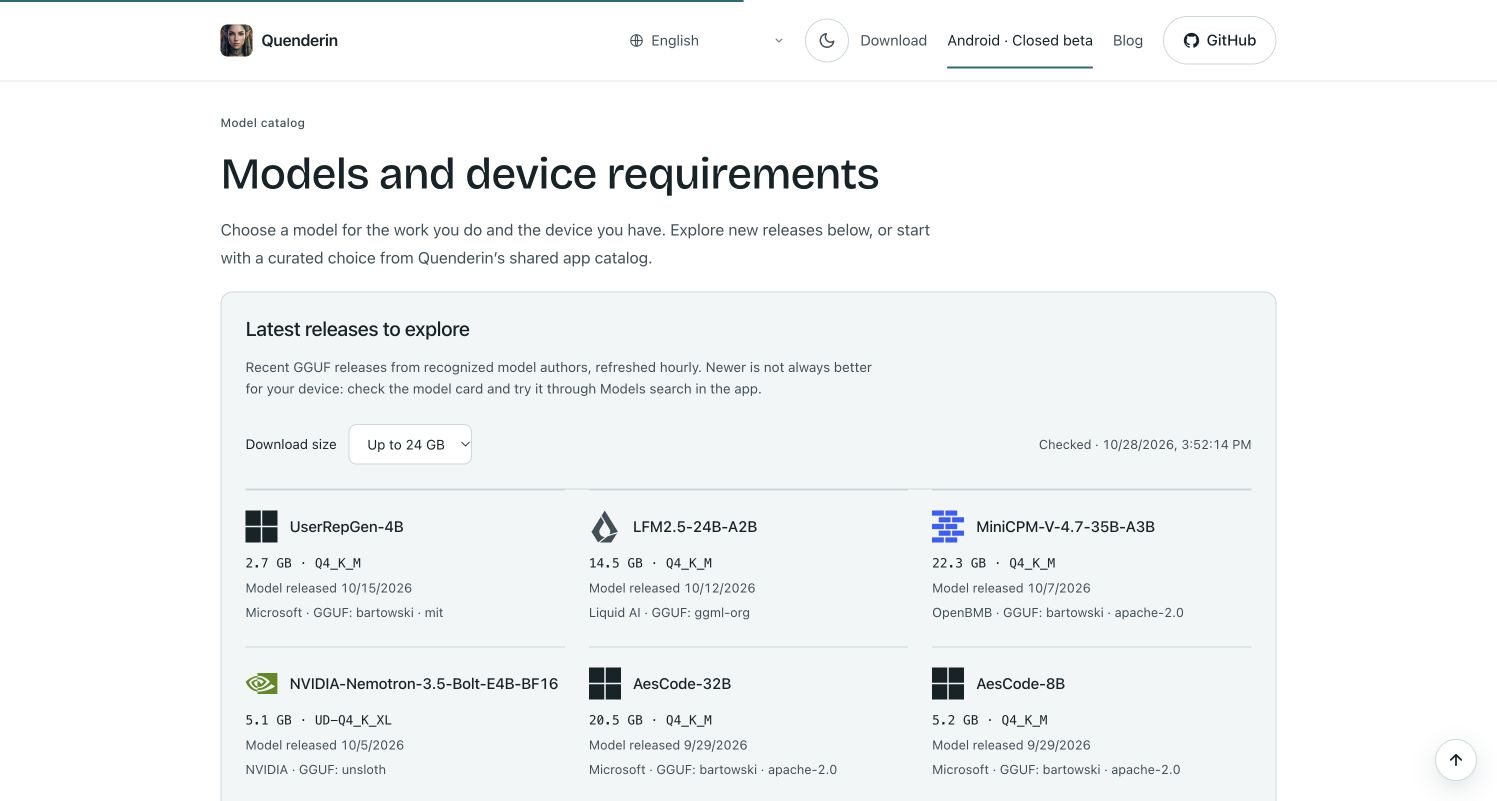 Quenderin
English
Download
Android · Closed beta
Blog
GitHub
Model catalog
Models and device requirements
Choose a model for the work you do and the device you have. Explore new releases below, or start
with a curated choice from Quenderin’s shared app catalog.
Latest releases to explore
Recent GGUF releases from recognized model authors, refreshed hourly. Newer is not always better
for your device: check the model card and try it through Models search in the app.
Download size
Up to 24 GB
Checked · 10/28/2026, 3:52:14 PM
UserRepGen-4B
2.7 GB · Q4_K_M
Model released 10/15/2026
Microsoft · GGUF: bartowski · mit
LFM2.5-24B-A2B
14.5 GB · Q4_K_M
Model released 10/12/2026
Liquid AI · GGUF: ggml-org
MiniCPM-V-4.7-35B-A3B
22.3 GB · Q4_K_M
Model released 10/7/2026
OpenBMB · GGUF: bartowski · apache-2.0
NVIDIA-Nemotron-3.5-Bolt-E4B-BF16
5.1 GB · UD-Q4_K_XL
Model released 10/5/2026
NVIDIA · GGUF: unsloth
AesCode-32B
20.5 GB · Q4_K_M
Model released 9/29/2026
Microsoft · GGUF: bartowski · apache-2.0
AesCode-8B
5.2 GB · Q4_K_M
Model released 9/29/2026
Microsoft · GGUF: bartowski · apache-2.0